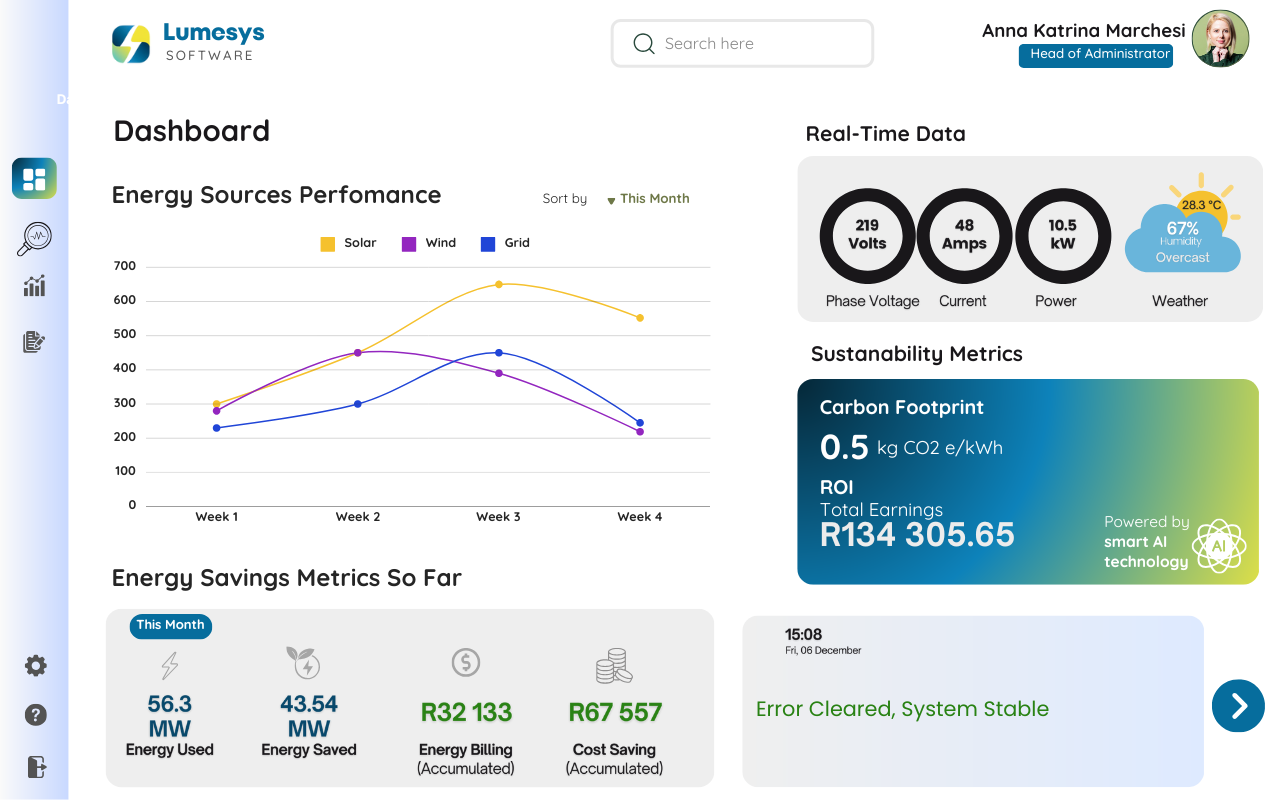 Lumesys
SOFTWARE
Search here
Anna Katrina Marchesi
Head of Administrator
Dashboard
Energy Sources Perfomance
Sort by
This Month
Solar
Wind
Grid
700
600
500
400
300
200
100
0
Week 1
Week 2
Week 3
Week 4
Real-Time Data
219
Volts
Phase Voltage
48
Amps
Current
10.5
kW
Power
28.3 °C
67%
Humidity
Overcast
Weather
Sustanability Metrics
Carbon Footprint
0.5 kg CO2 e/kWh
ROI
Total Earnings
R134 305.65
Powered by
smart AI
technology
AI
Energy Savings Metrics So Far
This Month
56.3
MW
Energy Used
43.54
MW
Energy Saved
R32 133
Energy Billing
(Accumulated)
R67 557
Cost Saving
(Accumulated)
15:08
Fri, 06 December
Error Cleared, System Stable